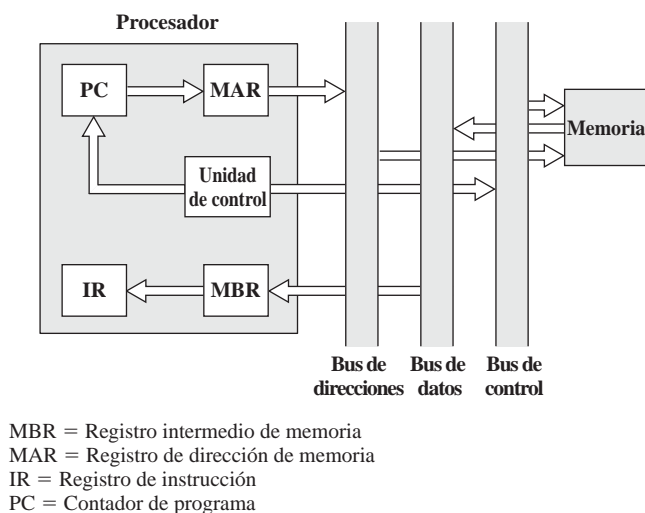 Procesador
PC
MAR
Memoria
Unidad
de control
IR
MBR
Bus de
direcciones
Bus de
datos
Bus de
control
MBR = Registro intermedio de memoria
MAR = Registro de dirección de memoria
IR = Registro de instrucción
PC = Contador de programa